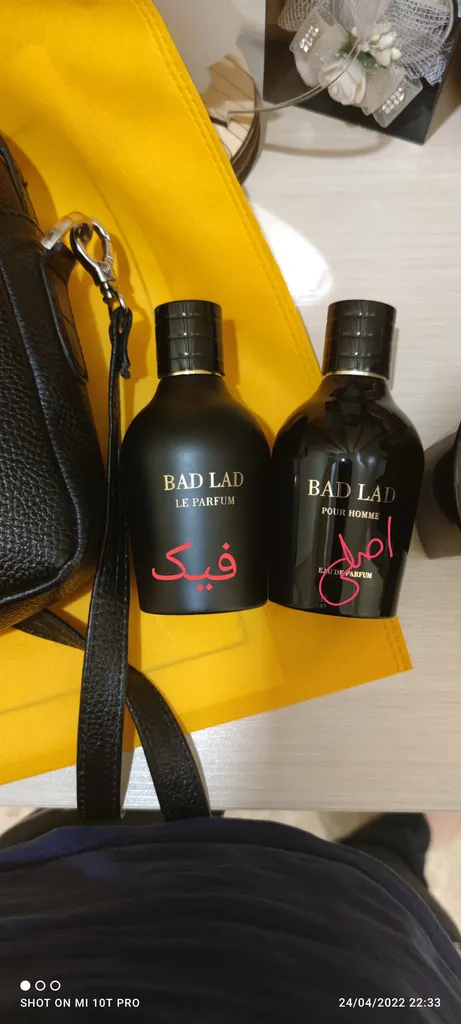 BAD LAD
LE PARFUM
فیک
BAD LAD
POUR HOMME
اصلی
EAU DE PARFUM
SHOT ON MI 10T PRO
24/04/2022 22:33